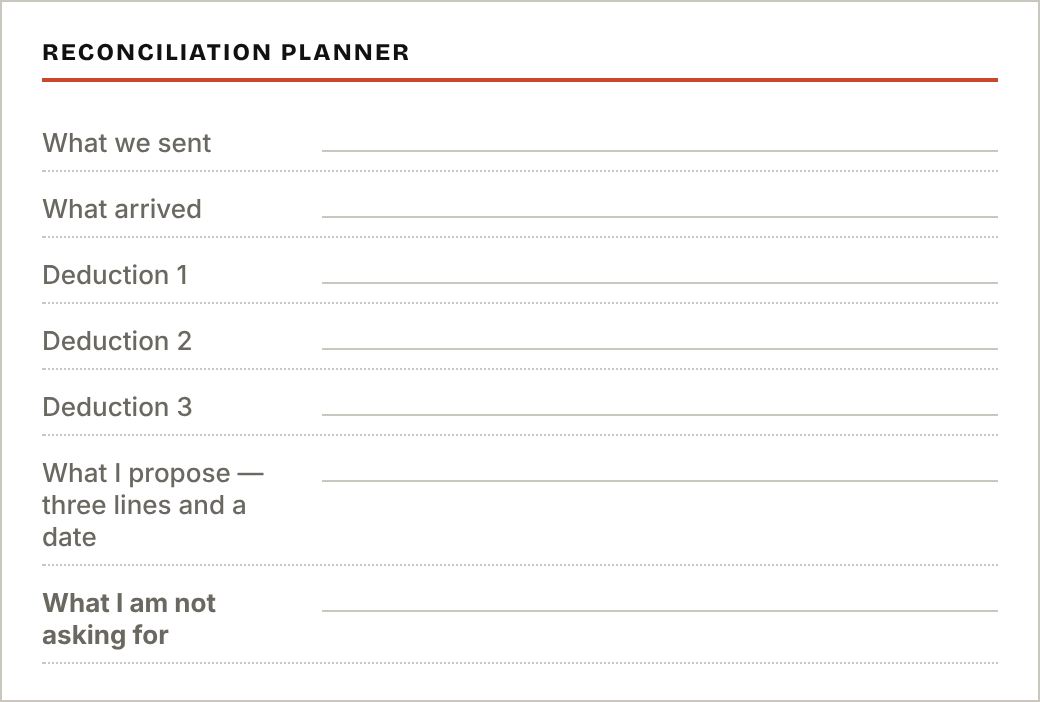 RECONCILIATION PLANNER
What we sent
What arrived
Deduction 1
Deduction 2
Deduction 3
What I propose —
three lines and a
date
What I am not
asking for